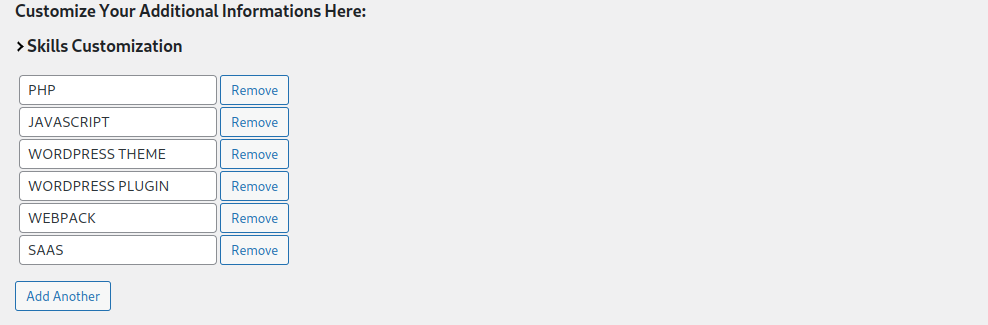 Customize Your Additional Informations Here:
> Skills Customization
PHP Remove
JAVASCRIPT Remove
WORDPRESS THEME Remove
WORDPRESS PLUGIN Remove
WEBPACK Remove
SAAS Remove
Add Another